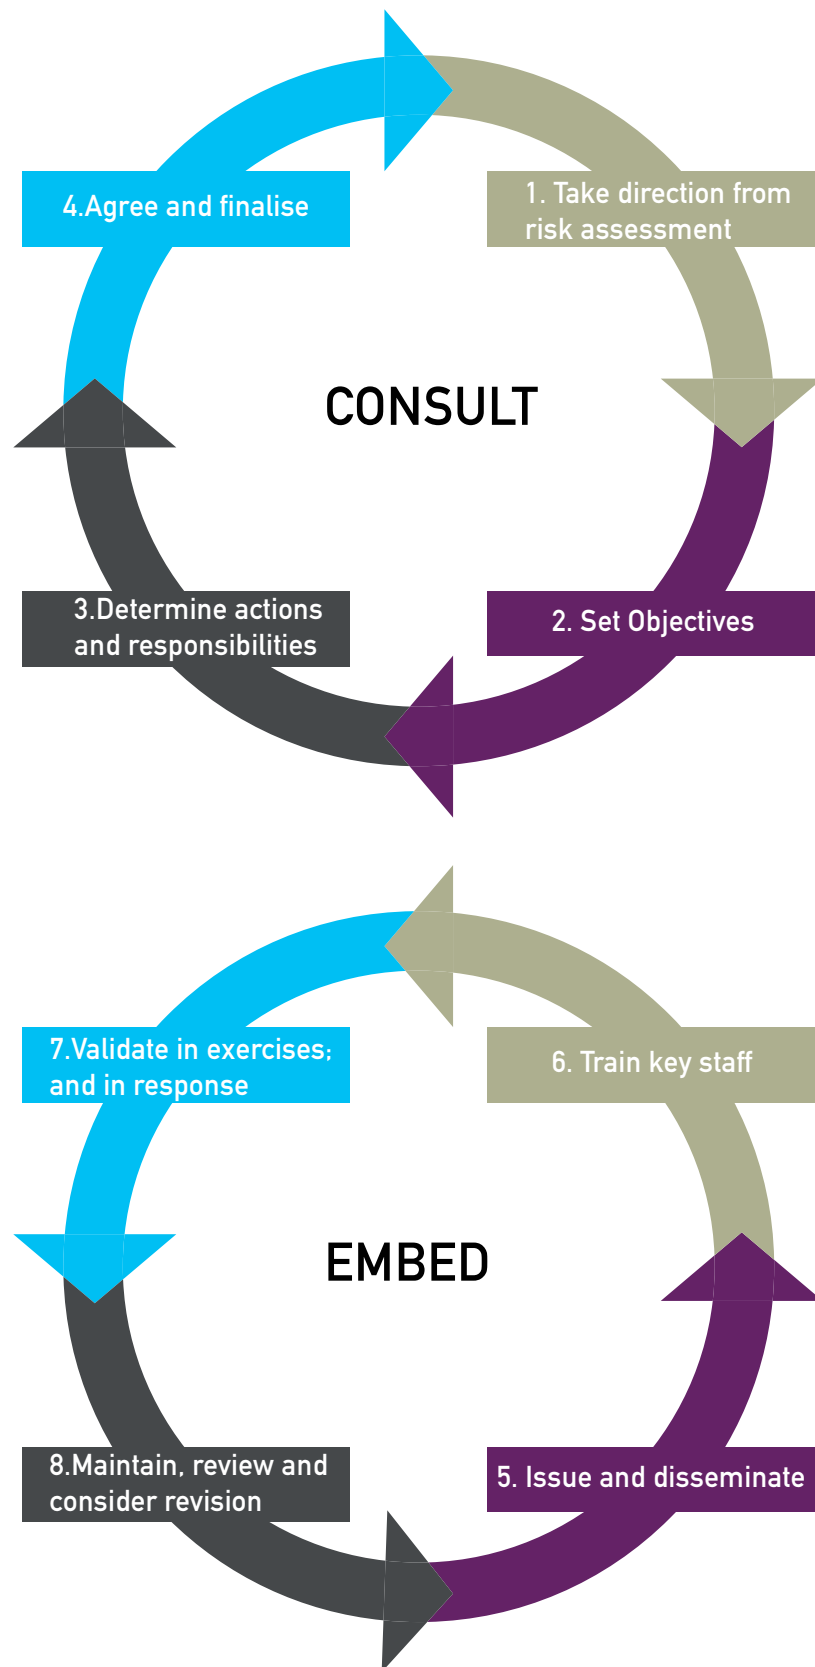 4.Agree and finalise
1. Take direction from
risk assessment
CONSULT
3.Determine actions
and responsibilities
2. Set Objectives
7.Validate in exercises;
and in response
6. Train key staff
EMBED
8.Maintain, review and
consider revision
5. Issue and disseminate